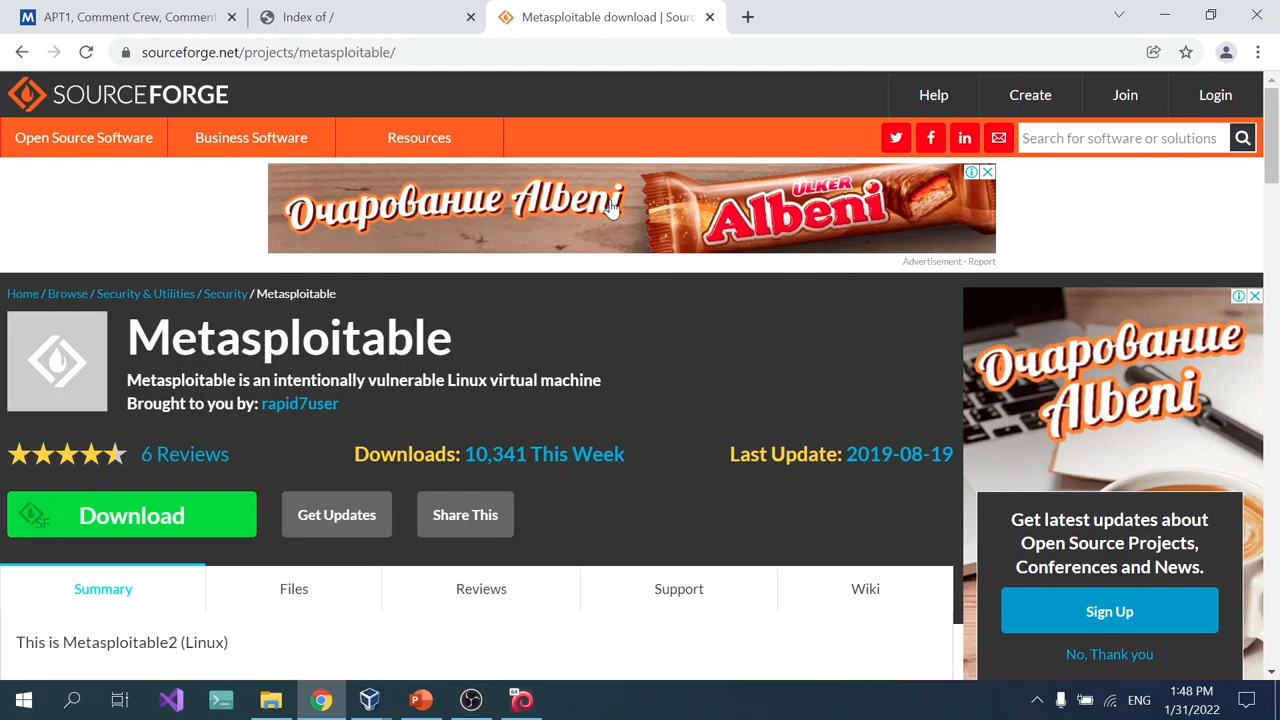 APT1, Comment Crew, Comment
Index of /
Metasploitable download | Sour
sourceforge.net/projects/metasploitable/
SOURCEFORGE
Help
Create
Join
Login
Open Source Software
Business Software
Resources
Search for software or solutions
Очарование Albeni
ÜLKER
Albeni
Advertisement - Report
Home / Browse / Security & Utilities / Security / Metasploitable
Metasploitable
Metasploitable is an intentionally vulnerable Linux virtual machine
Brought to you by: rapid7user
6 Reviews
Downloads: 10,341 This Week
Last Update: 2019-08-19
SF
Download
Get Updates
Share This
Очарование
Albeni
Get latest updates about
Open Source Projects,
Conferences and News.
Sign Up
No, Thank you
Summary
Files
Reviews
Support
Wiki
This is Metasploitable2 (Linux)
64
ENG
1:48 PM
1/31/2022